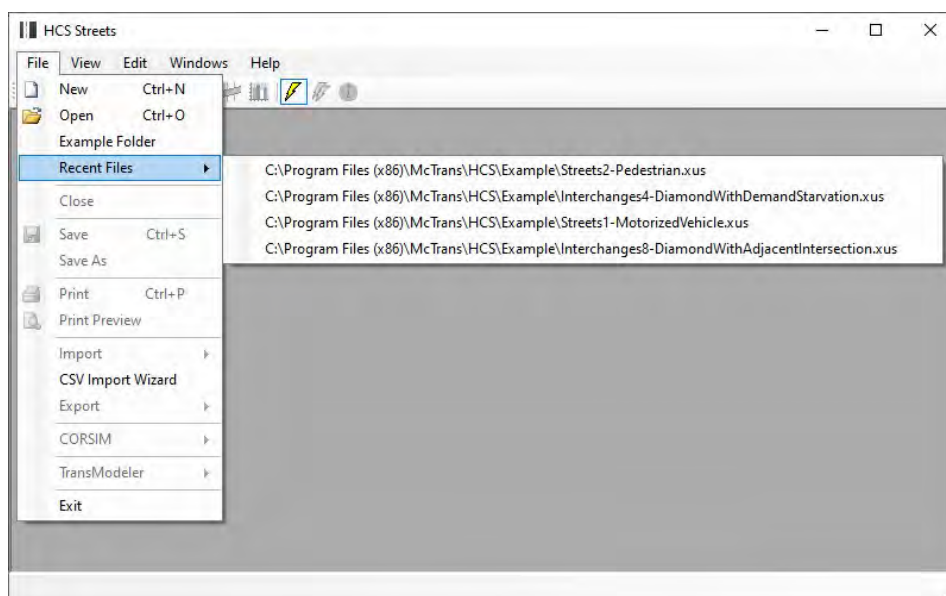 HCS Streets
File View Edit Windows Help
New Ctrl+N
Open Ctrl+O
Example Folder
Recent Files
C:\Program Files (x86)\McTrans\HCS\Example\Streets2-Pedestrian.xus
C:\Program Files (x86)\McTrans\HCS\Example\Interchanges4-DiamondWithDemandStarvation.xus
C:\Program Files (x86)\McTrans\HCS\Example\Streets1-MotorizedVehicle.xus
C:\Program Files (x86)\McTrans\HCS\Example\Interchanges8-DiamondWithAdjacentIntersection.xus
Close
Save Ctrl+S
Save As
Print Ctrl+P
Print Preview
Import
CSV Import Wizard
Export
CORSIM
TransModeler
Exit